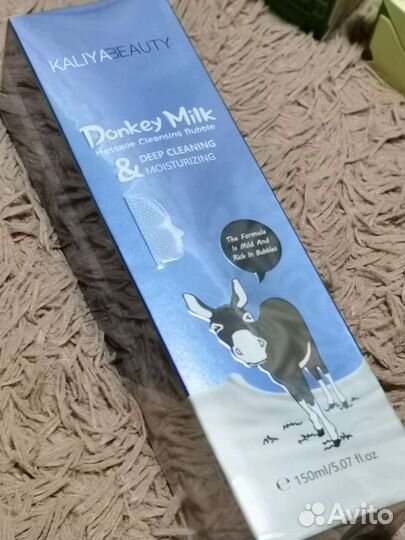 KALIYABEAUTY
Donkey Milk
Massage Cleansing Bubble
& DEEP CLEANING
MOISTURIZING
The Formula
Is Mild And
Rich In Bubbles
℮ 150ml/5.07 fl.oz
Avito